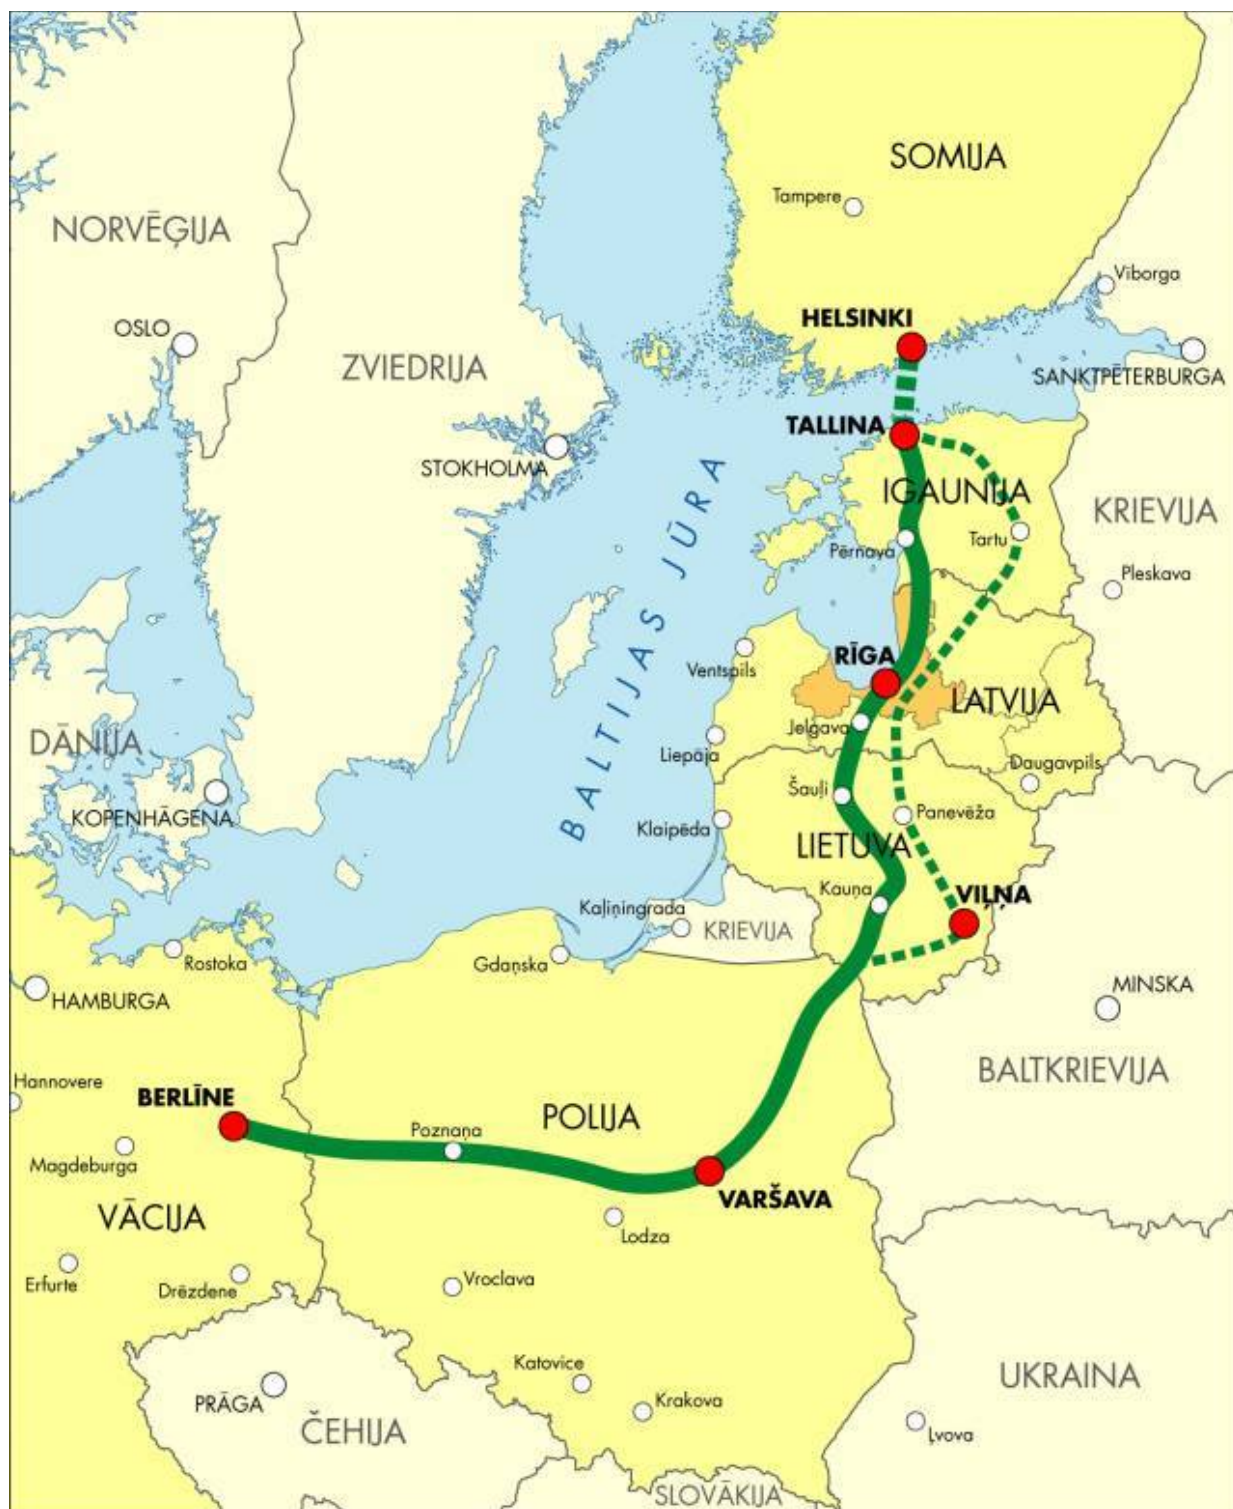 SOMIJA
Tampere
NORVĒĢIJA
Viborga
HELSINKI
OSLO
ZVIEDRIJA
SANKTPĒTERBURGA
TALLINA
STOKHOLMA
IGAUNIJA
KRIEVIJA
BALTIJAS JŪRA
Pērnava
Tartu
Pleskava
RĪGA
Ventspils
LATVIJA
Jelgava
DĀNIJA
Liepāja
Daugavpils
Šauļi
KOPENHĀGENA
Klaipēda
Panevēža
LIETUVA
Kauņa
VIĻŅA
Kaļiņingrada
KRIEVIJA
Rostoka
Gdaņska
HAMBURGA
MINSKA
BALTKRIEVIJA
Hannovere
BERLĪNE
POLIJA
Poznaņa
Magdeburga
VARŠAVA
VĀCIJA
Lodza
Erfurte
Drēzdene
Vroclava
Katovice
UKRAINA
PRĀGA
Krakova
ČEHIJA
Ļvova
SLOVĀKIJA